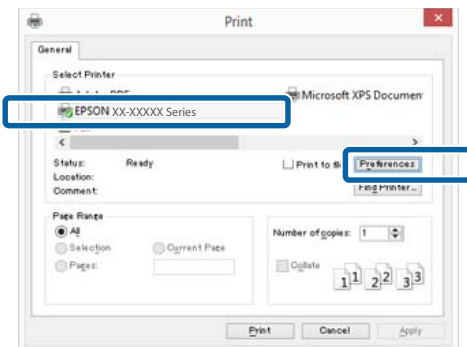 Print
General
Select Printer
Microsoft XPS Documen
EPSON XX-XXXXX Series
Status: Ready
Print to fi
Preferences
Location:
Comment:
Find Printer...
Page Range
All
Selection
Current Page
Pages:
Number of copies: 1
Collate
1 1 2 2 3 3
Print
Cancel
Apply